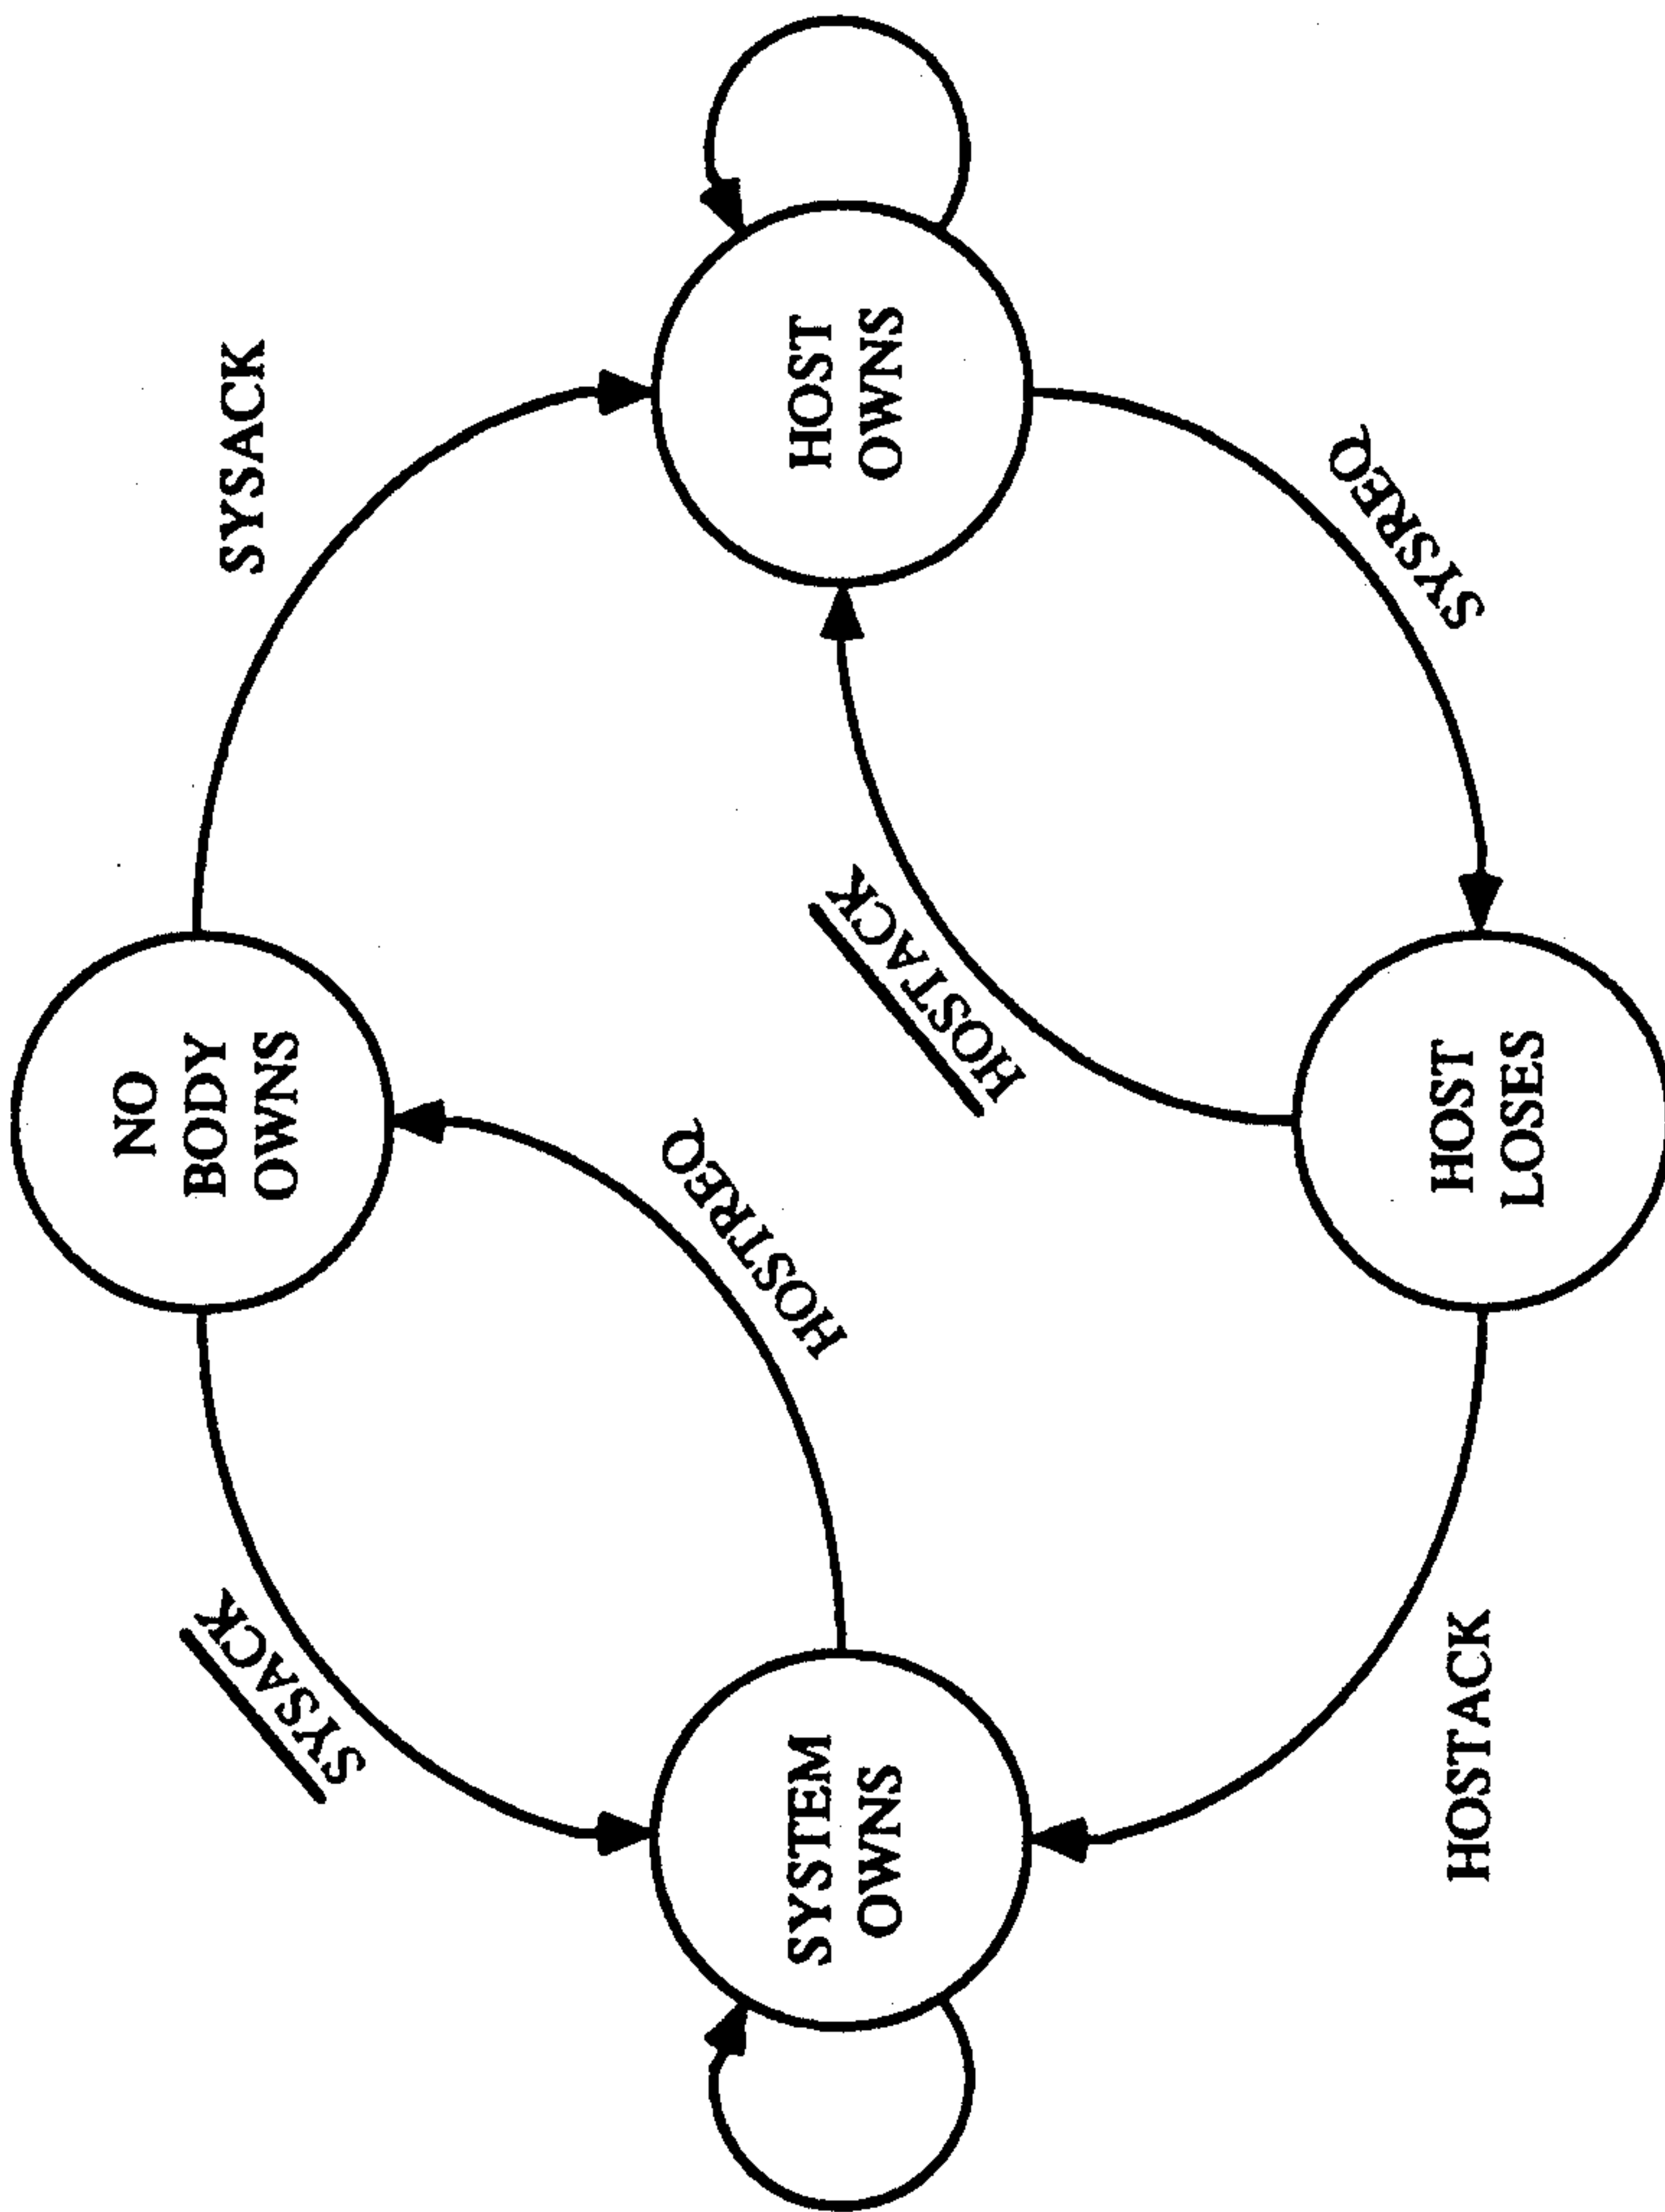 NO
BODY
OWNS
SYSACK
SYSACK
HOSTREQ
SYSTEM
OWNS
HOST
OWNS
HOSTACK
SYSREQ
HOST
LOSES
HOSTACK